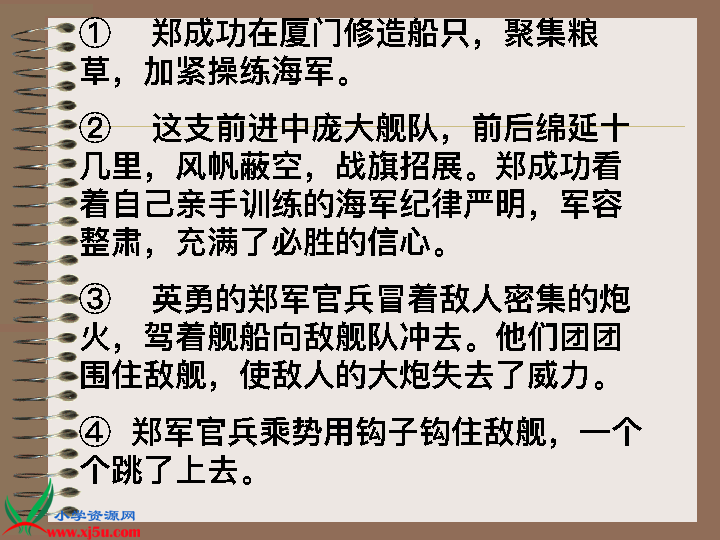 ① 郑成功在厦门修造船只，聚集粮
草，加紧操练海军。
② 这支前进中庞大舰队，前后绵延十
几里，风帆蔽空，战旗招展。郑成功看
着自己亲手训练的海军纪律严明，军容
整肃，充满了必胜的信心。
③ 英勇的郑军官兵冒着敌人密集的炮
火，驾着舰船向敌舰队冲去。他们团团
围住敌舰，使敌人的大炮失去了威力。
④ 郑军官兵乘势用钩子钩住敌舰，一个
个跳了上去。
小学资源网
www.xj5u.com